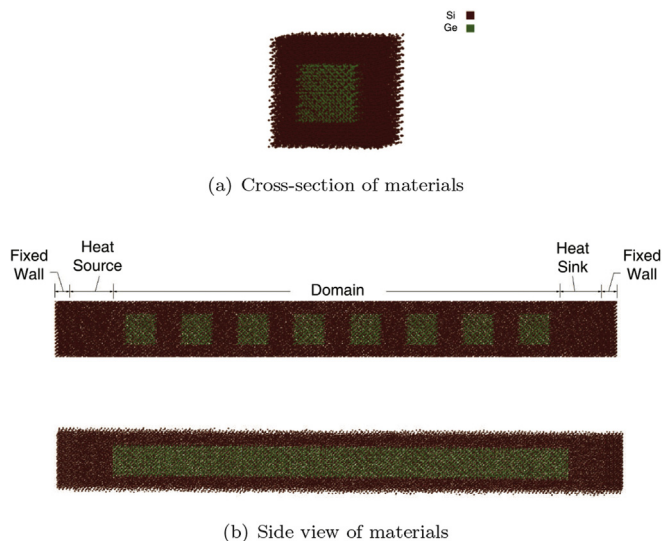 Si
Ge
(a) Cross-section of materials
Fixed Wall
Heat Source
Domain
Heat Sink
Fixed Wall
(b) Side view of materials